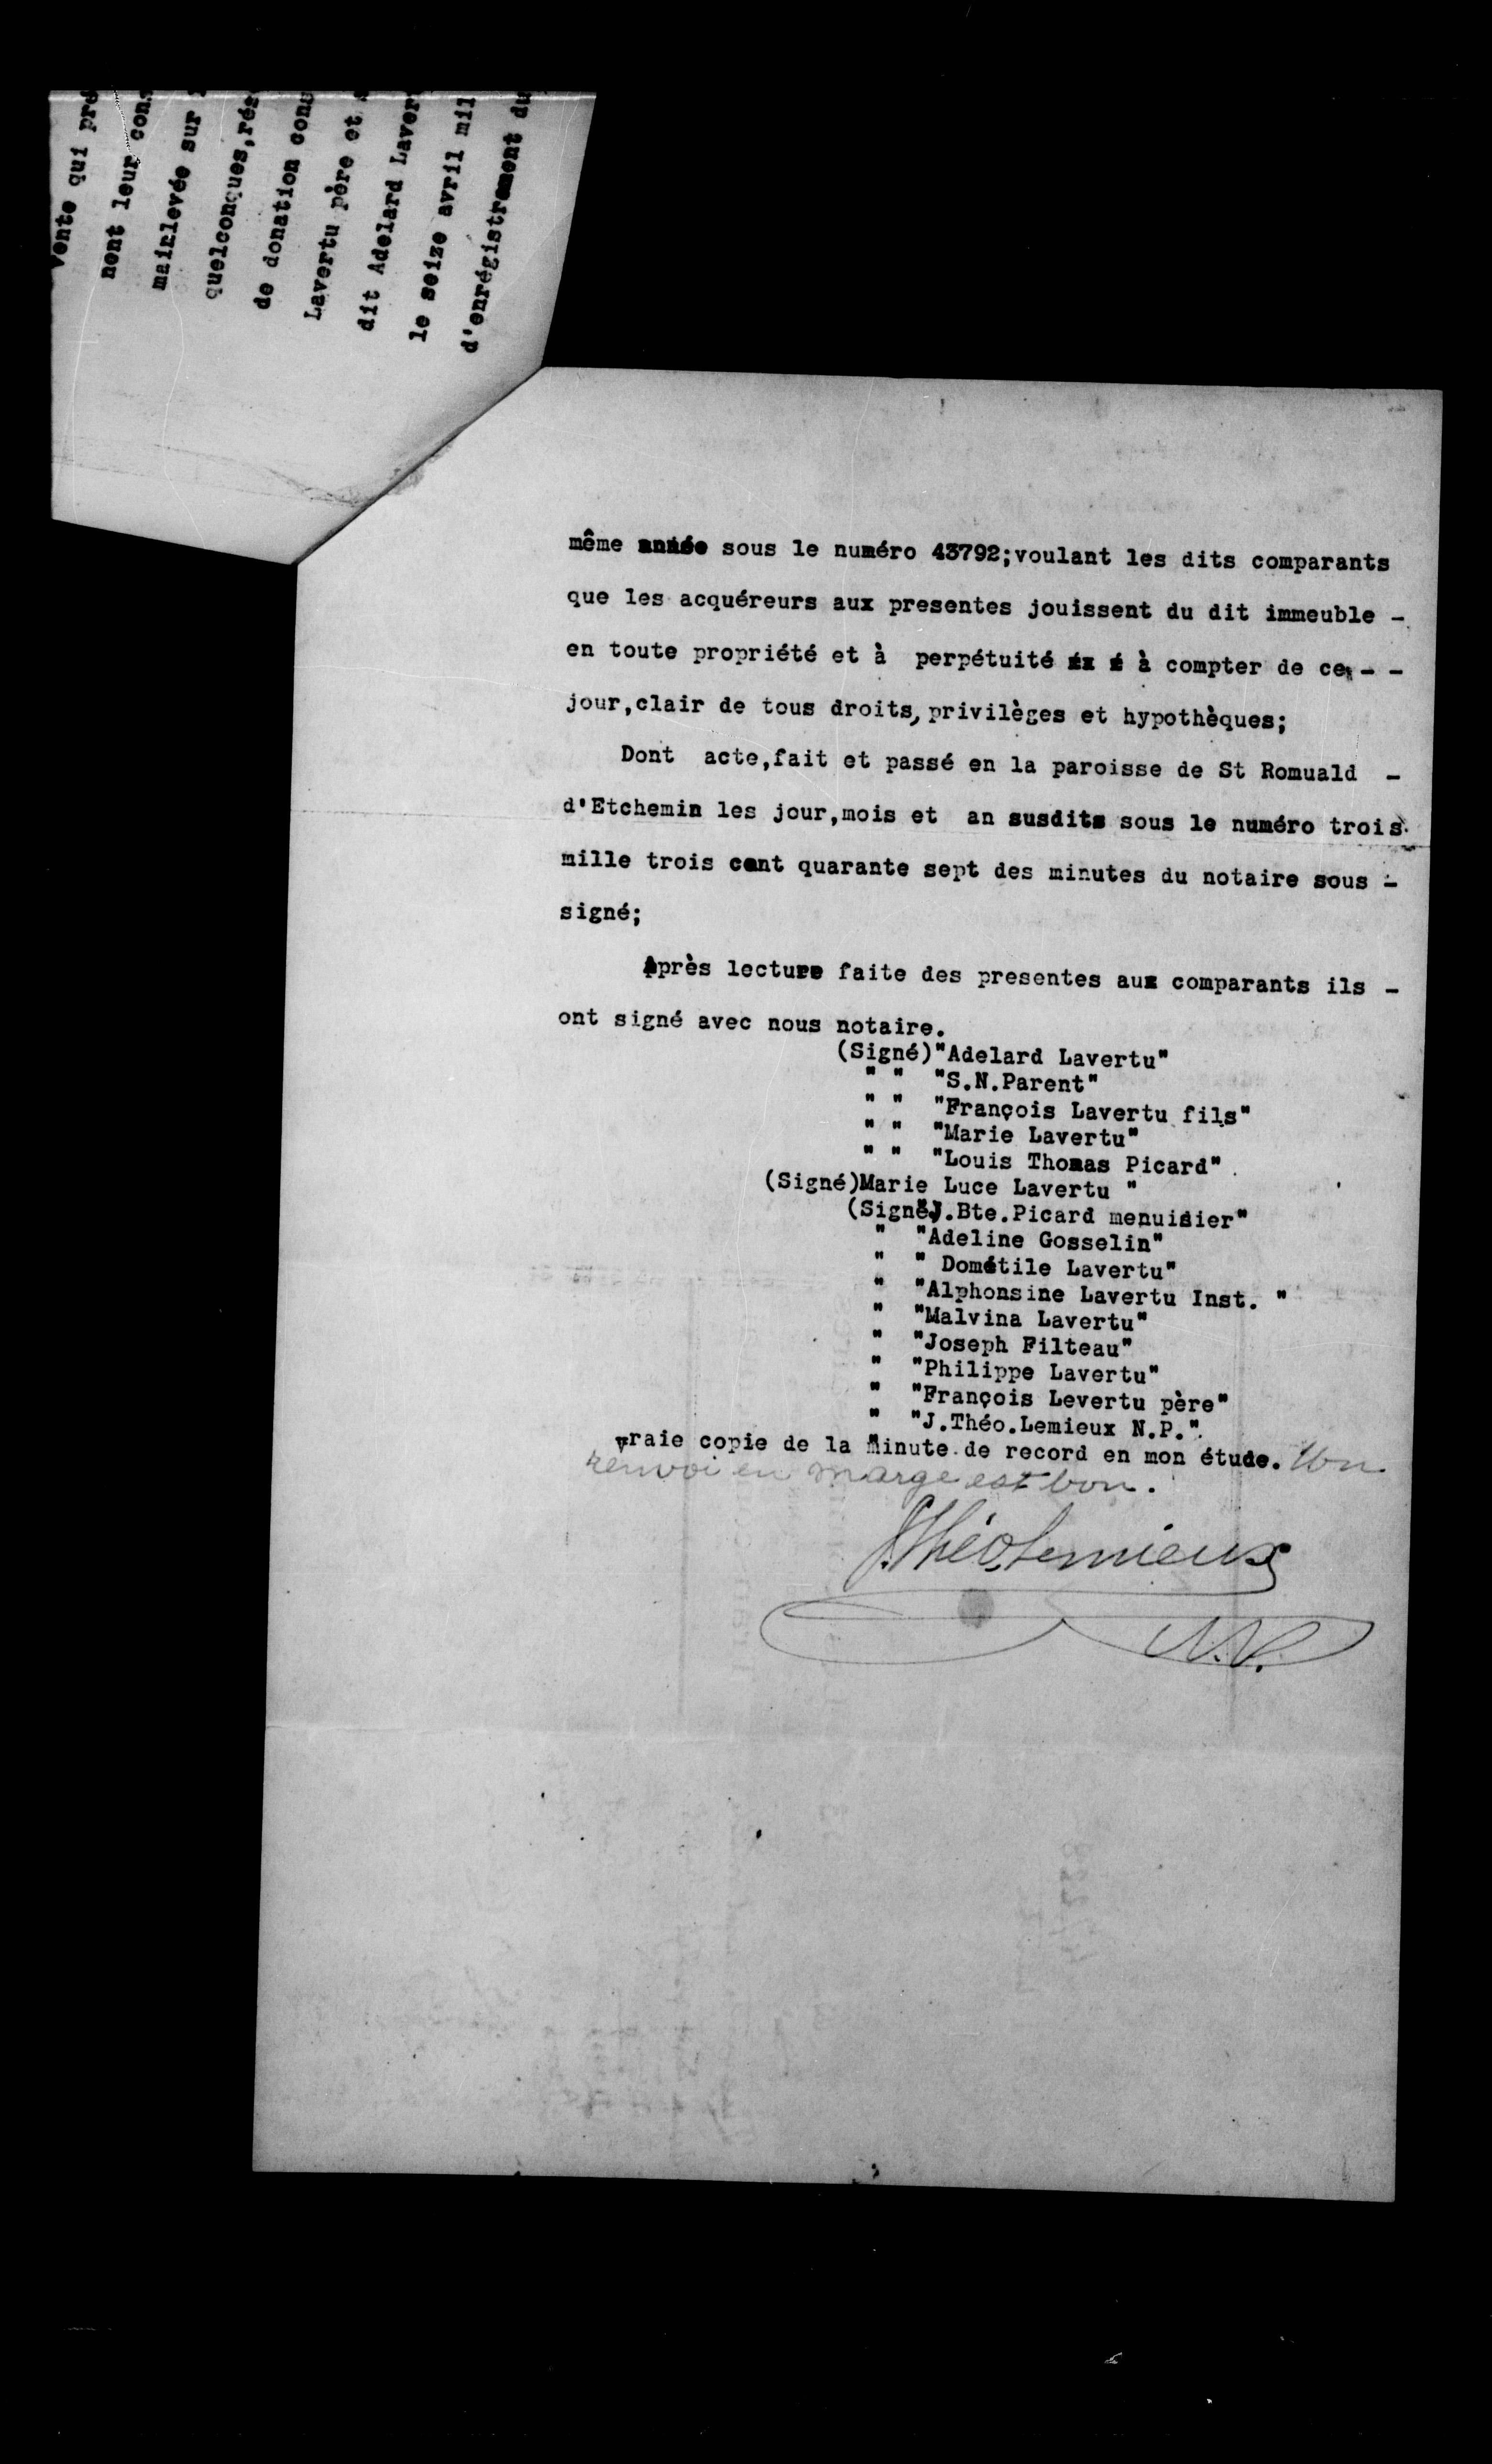 vente qui pré
nent leur con
mainlevée sur
quelconques,rés
de donation con
Lavertu père et
dit Adelard Laver
le seize avril mil
d'enrégistrement du
même année sous le numéro 43792;voulant les dits comparants
que les acquéreurs aux presentes jouissent du dit immeuble -
en toute propriété et à perpétuité à compter de ce - -
jour,clair de tous droits, privilèges et hypothèques;
Dont acte,fait et passé en la paroisse de St Romuald -
d'Etchemin les jour,mois et an susdits sous le numéro trois
mille trois cent quarante sept des minutes du notaire sous -
signé;
Après lecture faite des presentes aux comparants ils -
ont signé avec nous notaire.
(Signé)"Adelard Lavertu"
" " "S.N.Parent"
" " "François Lavertu fils"
" " "Marie Lavertu"
" " "Louis Thomas Picard"
(Signé)Marie Luce Lavertu "
(Signé)"J.Bte.Picard menuisier"
" "Adeline Gosselin"
" " Dométile Lavertu"
" "Alphonsine Lavertu Inst. "
" "Malvina Lavertu"
" "Joseph Filteau"
" "Philippe Lavertu"
" "François Levertu père"
" "J.Théo.Lemieux N.P."
vraie copie de la minute de record en mon étude. Un
renvoi en marge est bon.
J.Théo.Lemieux
N.P.